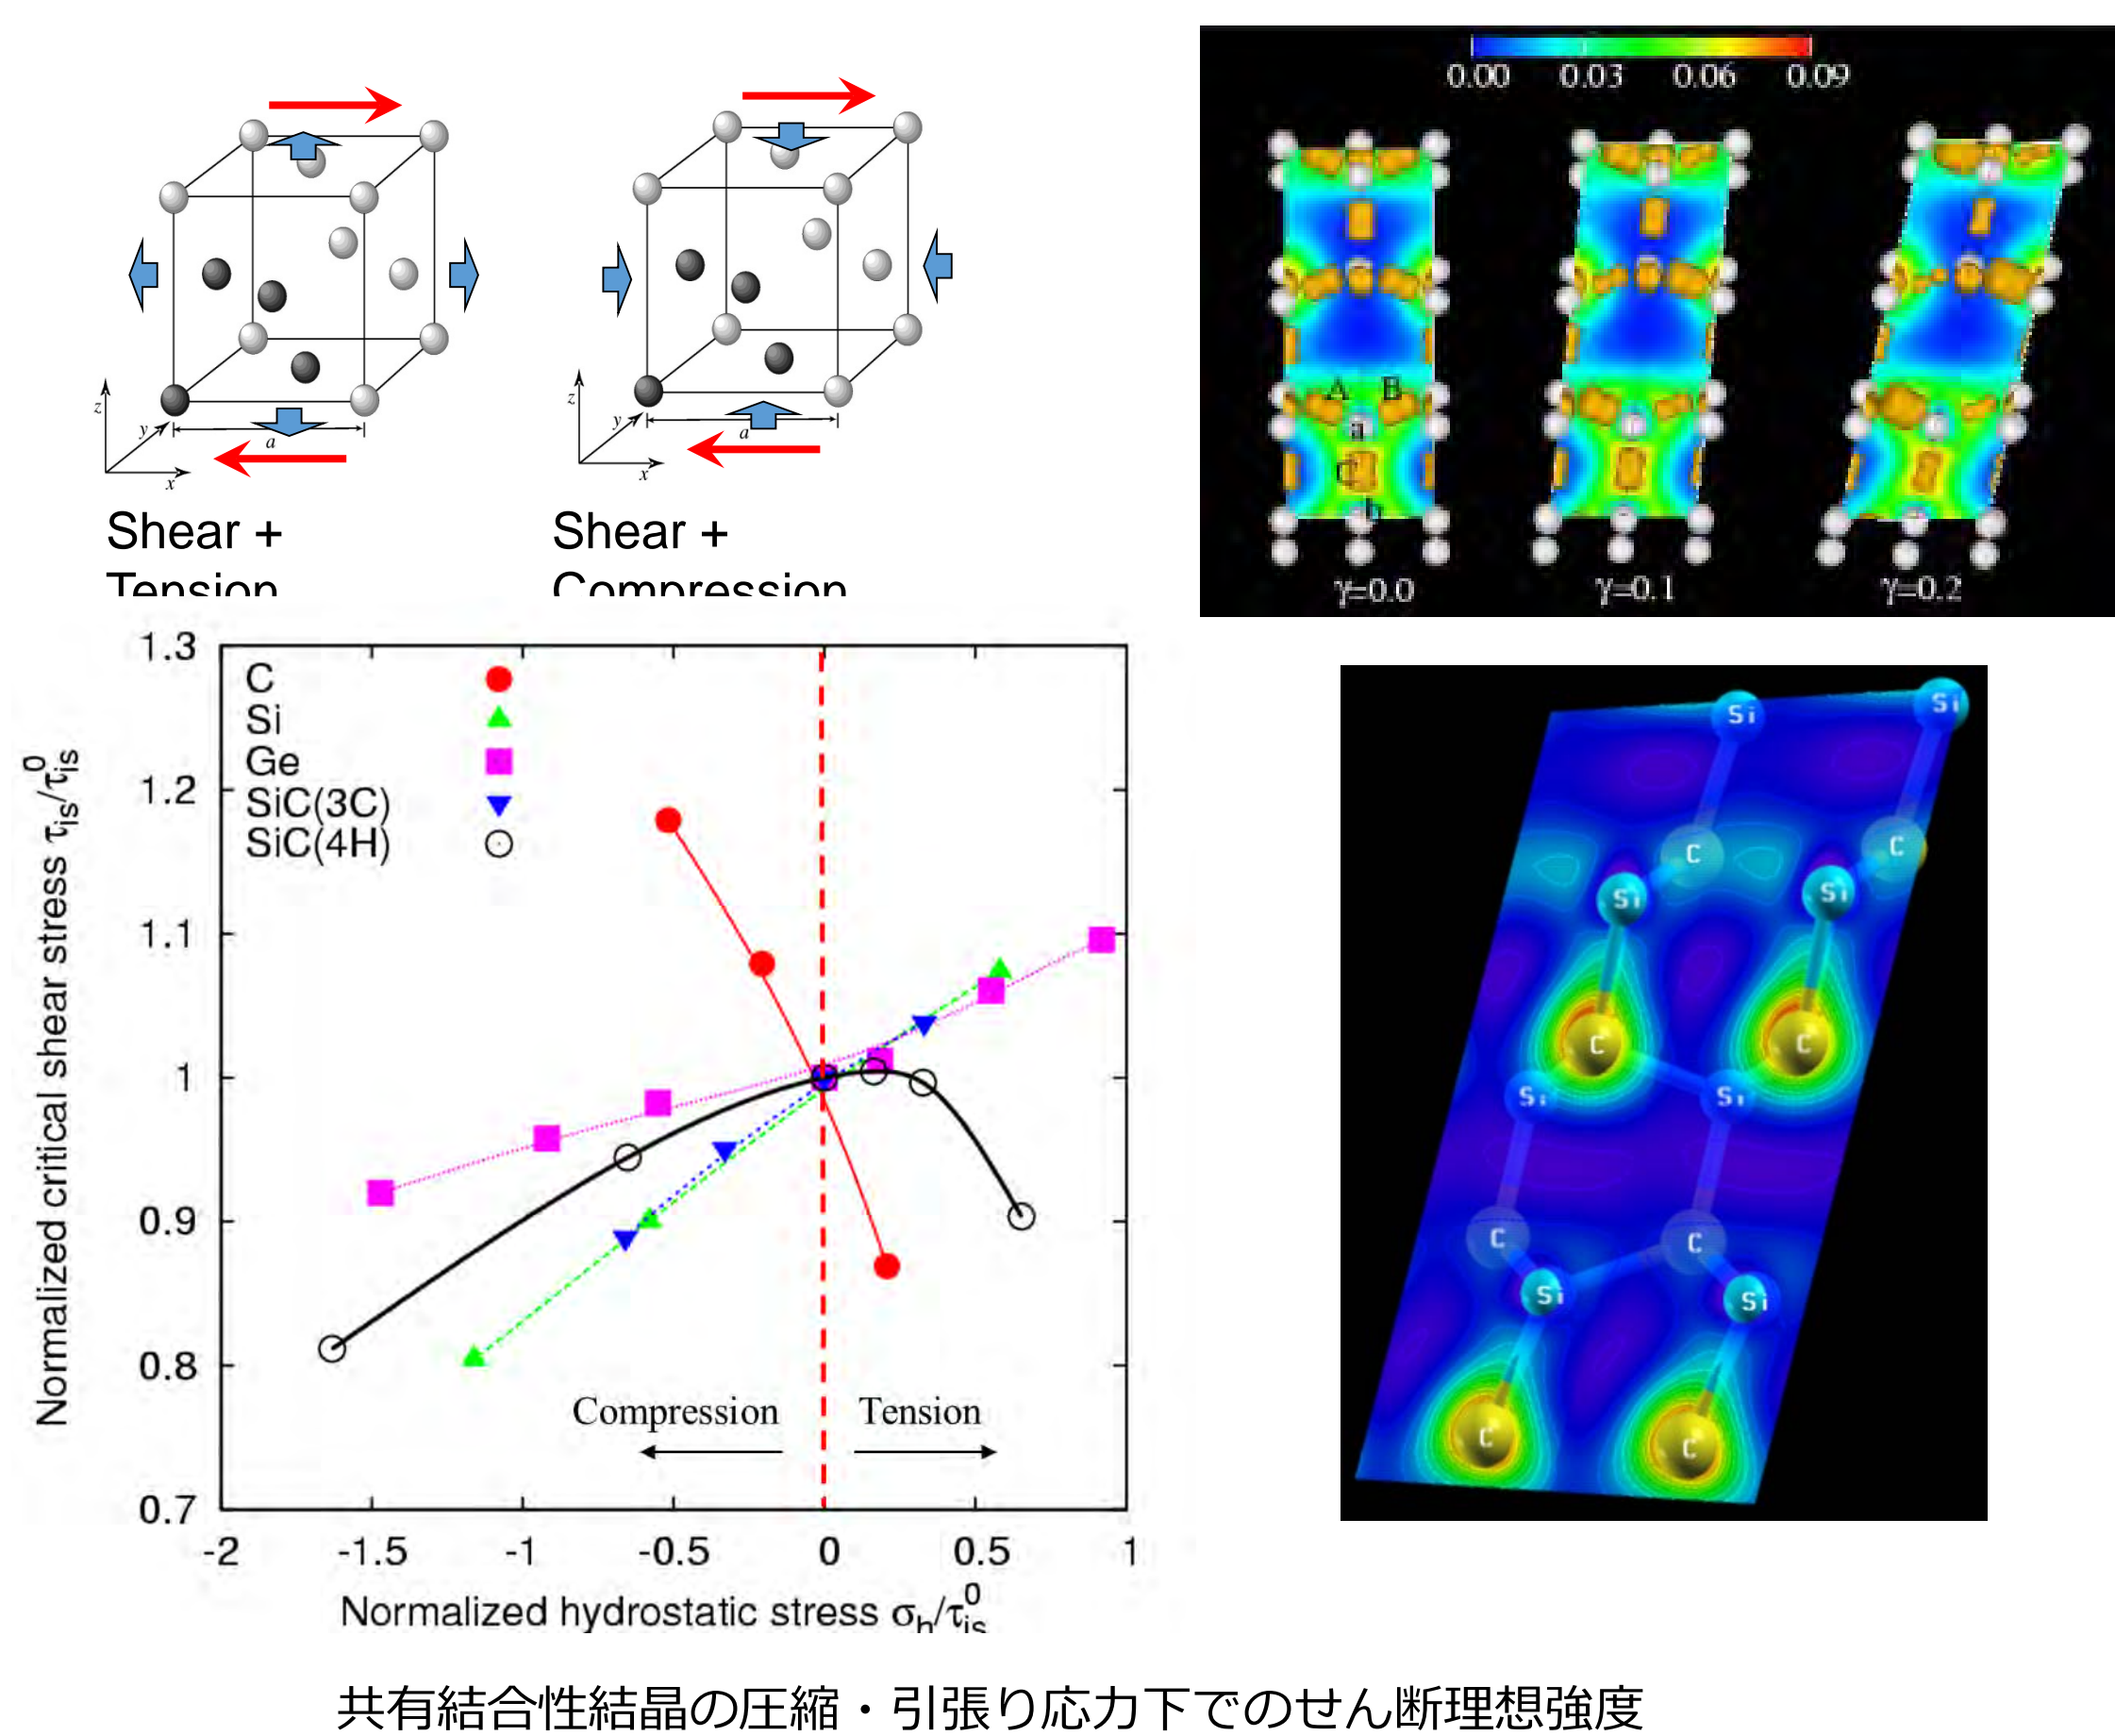 z
y
x
a
Shear +
Tension
z
y
x
a
Shear +
Compression
0.00 0.03 0.06 0.09
A B
a
C
b
γ=0.0 γ=0.1 γ=0.2
Normalized critical shear stress τis/τis0
1.3
1.2
1.1
1
0.9
0.8
0.7
C
Si
Ge
SiC(3C)
SiC(4H)
Compression Tension
-2 -1.5 -1 -0.5 0 0.5 1
Normalized hydrostatic stress σh/τis0
Si Si
C C
Si Si
C C
Si Si
C C
Si Si
C C
共有結合性結晶の圧縮・引張り応力下でのせん断理想強度